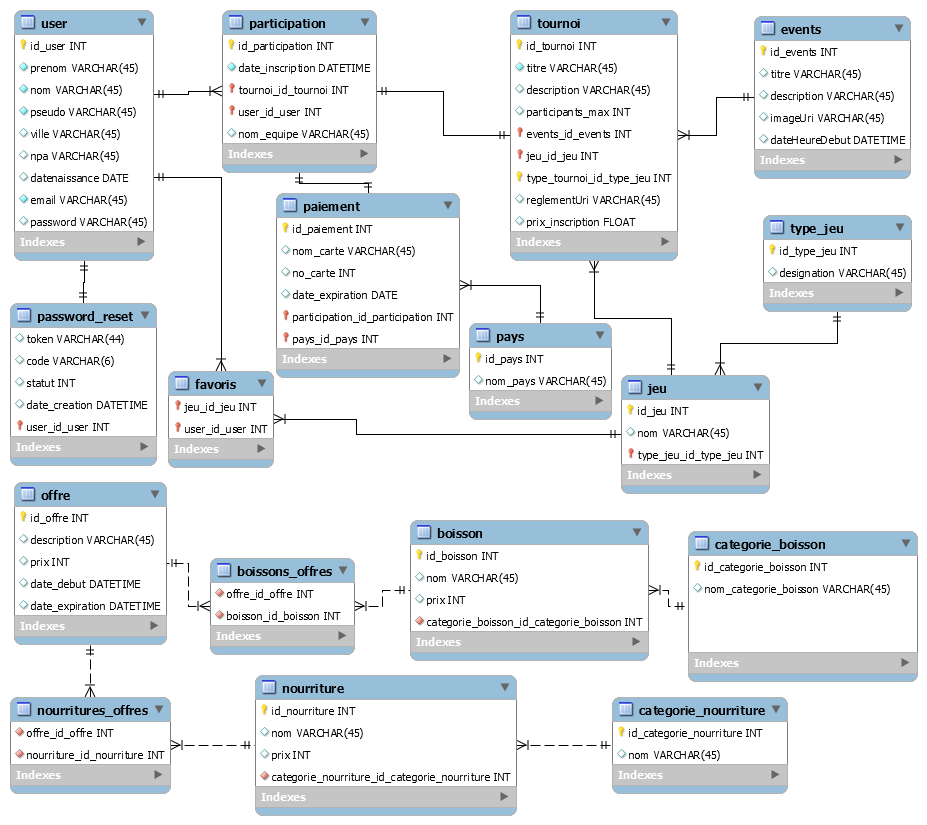 user
id_user INT
prenom VARCHAR(45)
nom VARCHAR(45)
pseudo VARCHAR(45)
ville VARCHAR(45)
npa VARCHAR(45)
datenaissance DATE
email VARCHAR(45)
password VARCHAR(45)
Indexes
participation
id_participation INT
date_inscription DATETIME
tournoi_id_tournoi INT
user_id_user INT
nom_equipe VARCHAR(45)
Indexes
tournoi
id_tournoi INT
titre VARCHAR(45)
description VARCHAR(45)
participants_max INT
events_id_events INT
jeu_id_jeu INT
type_tournoi_id_type_jeu INT
reglementUri VARCHAR(45)
prix_inscription FLOAT
Indexes
events
id_events INT
titre VARCHAR(45)
description VARCHAR(45)
imageUri VARCHAR(45)
dateHeureDebut DATETIME
Indexes
paiement
id_paiement INT
nom_carte VARCHAR(45)
no_carte INT
date_expiration DATE
participation_id_participation INT
pays_id_pays INT
Indexes
type_jeu
id_type_jeu INT
designation VARCHAR(45)
Indexes
password_reset
token VARCHAR(44)
code VARCHAR(6)
statut INT
date_creation DATETIME
user_id_user INT
Indexes
favoris
jeu_id_jeu INT
user_id_user INT
Indexes
pays
id_pays INT
nom_pays VARCHAR(45)
Indexes
jeu
id_jeu INT
nom VARCHAR(45)
type_jeu_id_type_jeu INT
Indexes
offre
id_offre INT
description VARCHAR(45)
prix INT
date_debut DATETIME
date_expiration DATETIME
Indexes
boissons_offres
offre_id_offre INT
boisson_id_boisson INT
Indexes
boisson
id_boisson INT
nom VARCHAR(45)
prix INT
categorie_boisson_id_categorie_boisson INT
Indexes
categorie_boisson
id_categorie_boisson INT
nom_categorie_boisson VARCHAR(45)
Indexes
nourritures_offres
offre_id_offre INT
nourriture_id_nourriture INT
Indexes
nourriture
id_nourriture INT
nom VARCHAR(45)
prix INT
categorie_nourriture_id_categorie_nourriture INT
Indexes
categorie_nourriture
id_categorie_nourriture INT
nom VARCHAR(45)
Indexes